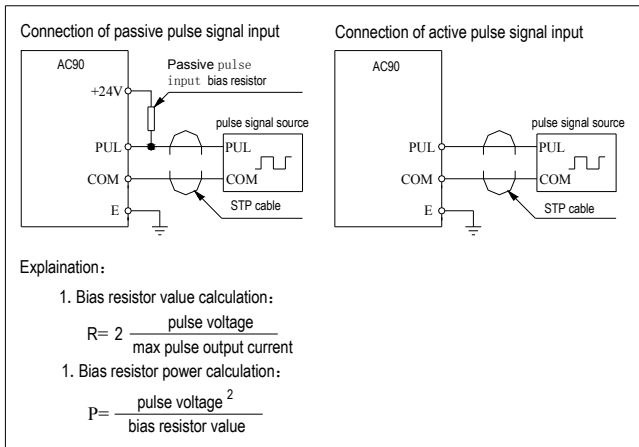 Connection of passive pulse signal input
AC90
+24V
Passive pulse
input bias resistor
pulse signal source
PUL
PUL
COM
COM
E
STP cable
Connection of active pulse signal input
AC90
pulse signal source
PUL
PUL
COM
COM
E
STP cable
Explaination:
1. Bias resistor value calculation:
R= 2 pulse voltage
max pulse output current
1. Bias resistor power calculation:
P= pulse voltage 2
bias resistor value